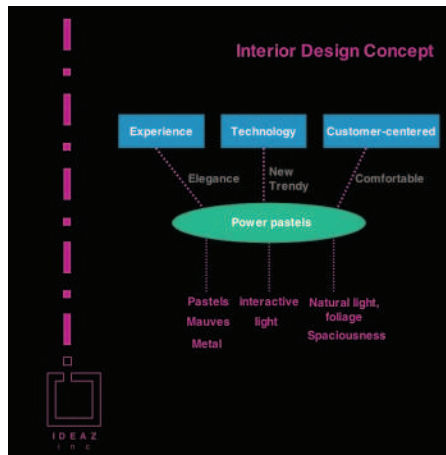 Interior Design Concept
Experience
Technology
Customer-centered
Elegance
New
Trendy
Comfortable
Power pastels
Pastels
Mauves
Metal
interactive
light
Natural light,
foliage
Spaciousness
IDEAZ
inc